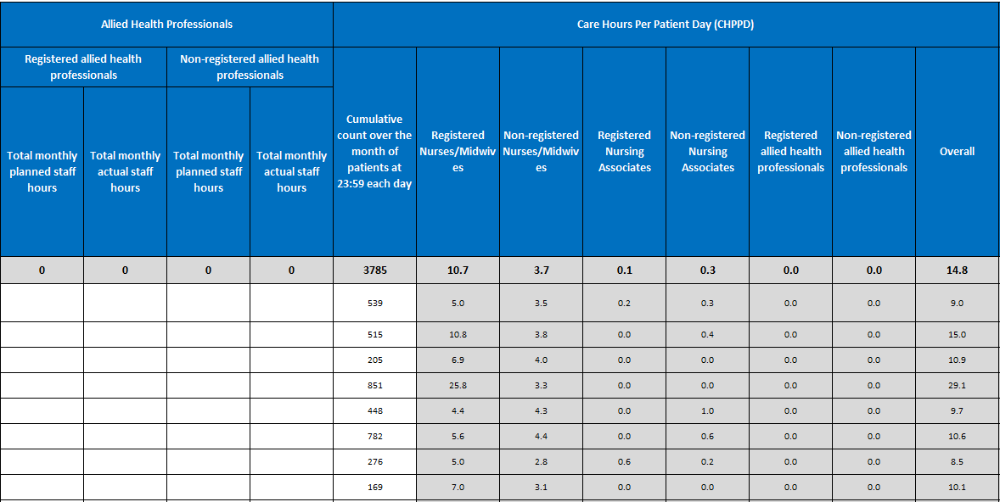 Allied Health Professionals
Care Hours Per Patient Day (CHPPD)
Registered allied health
professionals
Non-registered allied health
professionals
Total monthly
planned staff
hours
Total monthly
actual staff
hours
Total monthly
planned staff
hours
Total monthly
actual staff
hours
Cumulative
count over the
month of
patients at
23:59 each day
Registered
Nurses/Midwiv
es
Non-registered
Nurses/Midwiv
es
Registered
Nursing
Associates
Non-registered
Nursing
Associates
Registered
allied health
professionals
Non-registered
allied health
professionals
Overall
0 0 0 0 3785 10.7 3.7 0.1 0.3 0.0 0.0 14.8
539 5.0 3.5 0.2 0.3 0.0 0.0 9.0
515 10.8 3.8 0.0 0.4 0.0 0.0 15.0
205 6.9 4.0 0.0 0.0 0.0 0.0 10.9
851 25.8 3.3 0.0 0.0 0.0 0.0 29.1
448 4.4 4.3 0.0 1.0 0.0 0.0 9.7
782 5.6 4.4 0.0 0.6 0.0 0.0 10.6
276 5.0 2.8 0.6 0.2 0.0 0.0 8.5
169 7.0 3.1 0.0 0.0 0.0 0.0 10.1